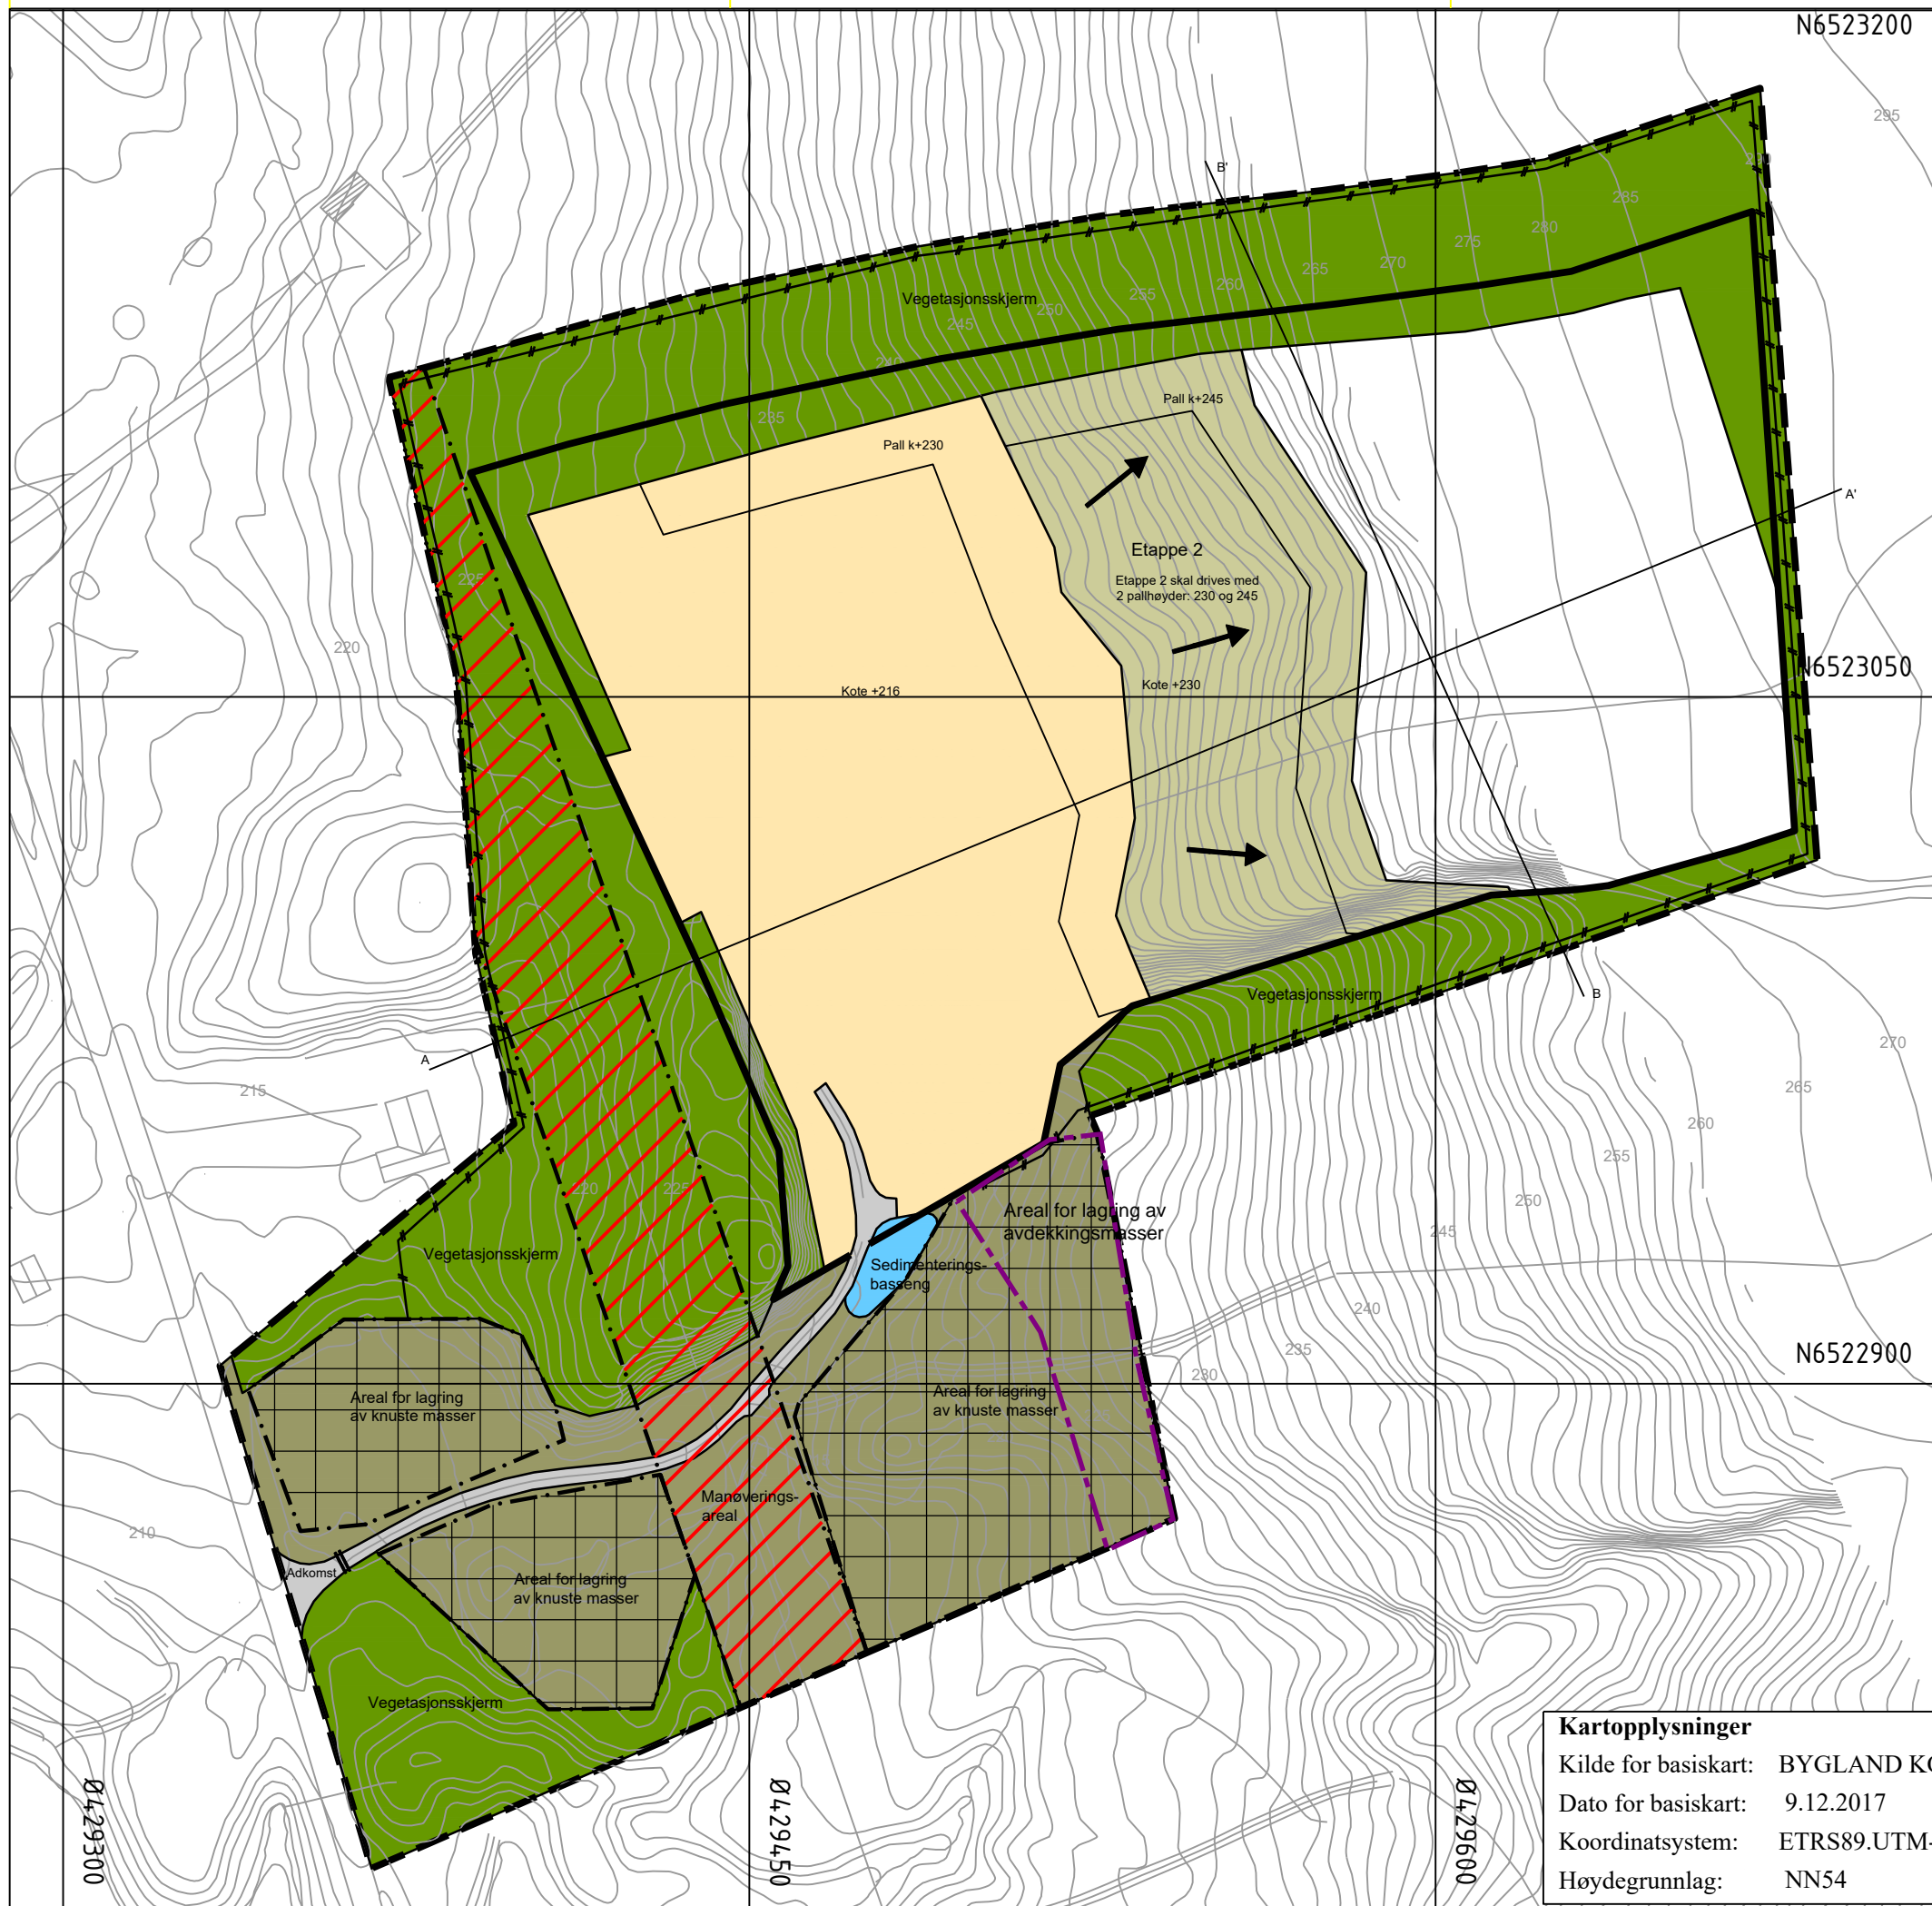 N6523200
295
B'
290
285
280
275
270
265
260
255
250
245
240
235
Vegetasjonsskjerm
Pall k+245
Pall k+230
A'
Etappe 2
Etappe 2 skal drives med
2 pallhøyder: 230 og 245
225
220
N6523050
Kote +216
Kote +230
Vegetasjonsskjerm
B
A
215
270
265
260
255
250
245
240
235
230
220
225
Areal for lagring av
avdekkingsmasser
Vegetasjonsskjerm
Sedimenterings-
basseng
N6522900
Areal for lagring
av knuste masser
Areal for lagring
av knuste masser
Manøverings-
areal
210
Adkomst
Areal for lagring
av knuste masser
Vegetasjonsskjerm
Ø429300
Ø429450
Ø429600
Kartopplysninger
Kilde for basiskart: BYGLAND KO
Dato for basiskart: 9.12.2017
Koordinatsystem: ETRS89.UTM-
Høydegrunnlag: NN54